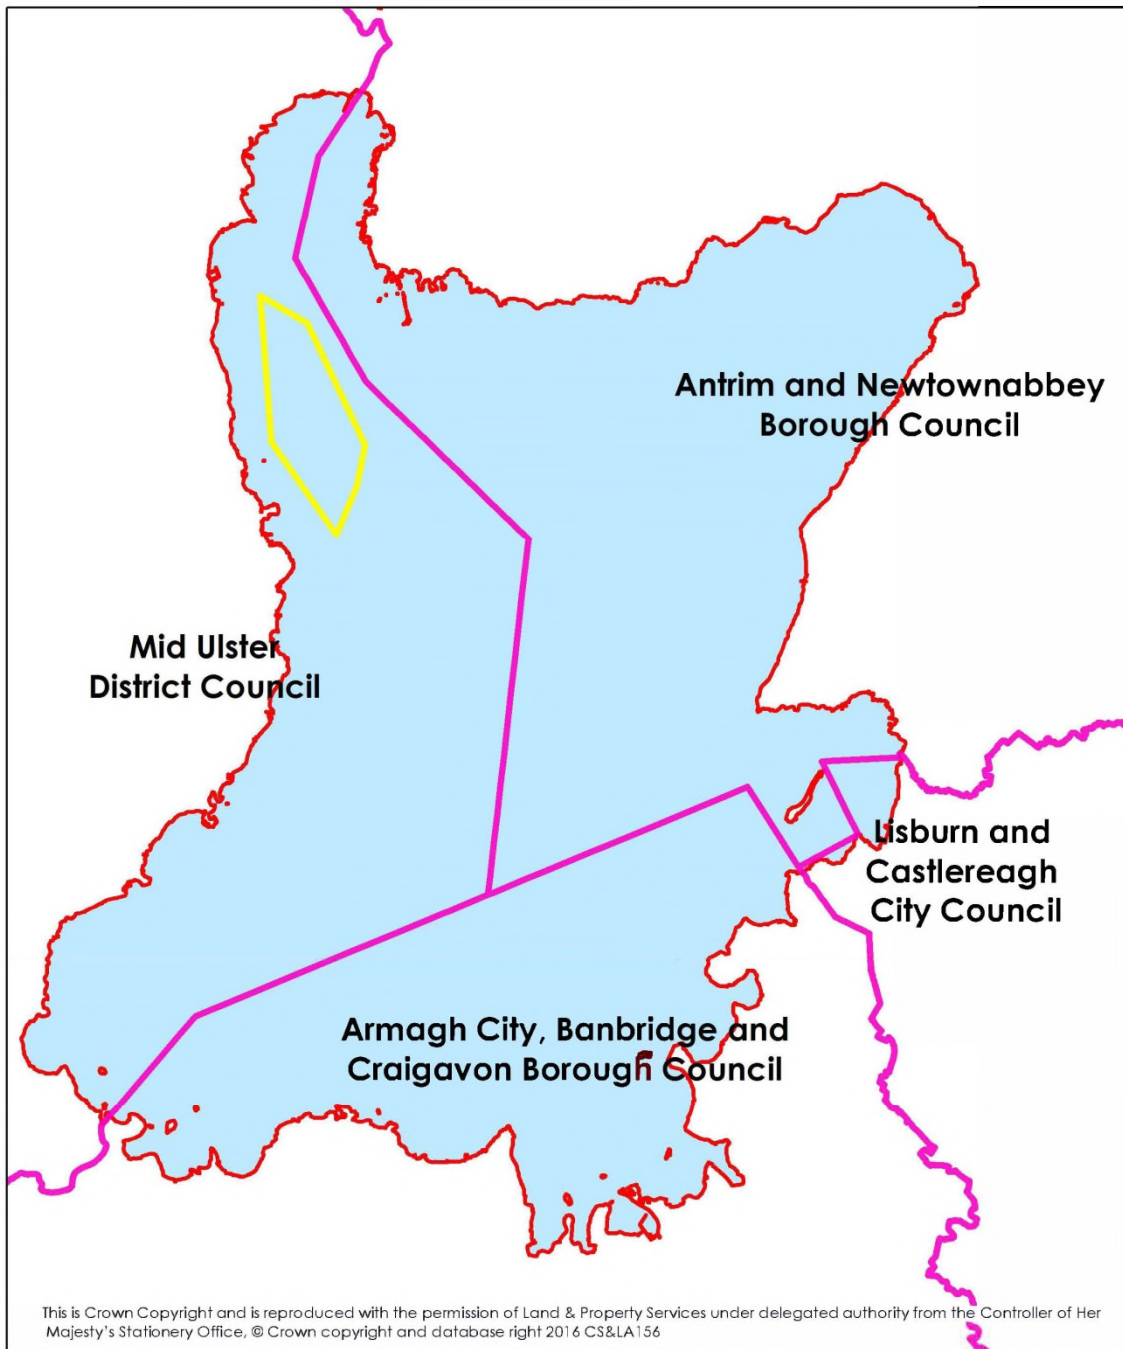 Antrim and Newtownabbey
Borough Council
Mid Ulster
District Council
Lisburn and
Castlereagh
City Council
Armagh City, Banbridge and
Craigavon Borough Council
This is Crown Copyright and is reproduced with the permission of Land & Property Services under delegated authority from the Controller of Her
Majesty's Stationery Office, © Crown copyright and database right 2016 CS&LA156